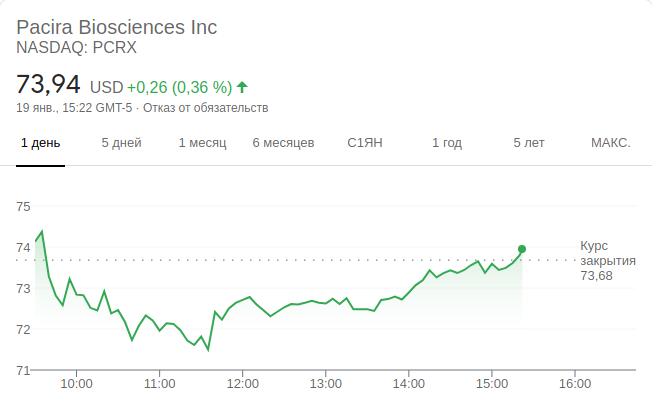 Pacira Biosciences Inc
NASDAQ: PCRX
73,94 USD +0,26 (0,36 %)
19 янв., 15:22 GMT-5 · Отказ от обязательств
1 день 5 дней 1 месяц 6 месяцев С1ЯН 1 год 5 лет МАКС.
75
74
73
72
71
Курс
закрытия
73,68
10:00 11:00 12:00 13:00 14:00 15:00 16:00